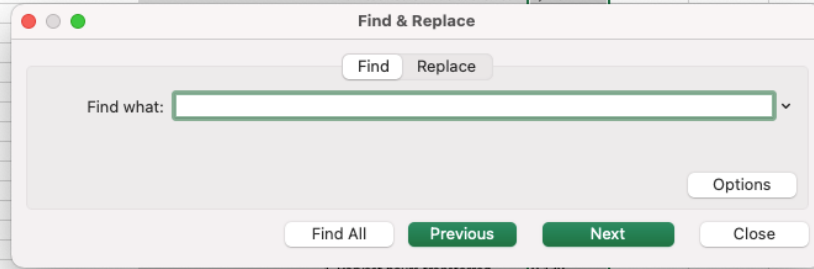 Find & Replace
Find Replace
Find what:
Options
Find All Previous Next Close